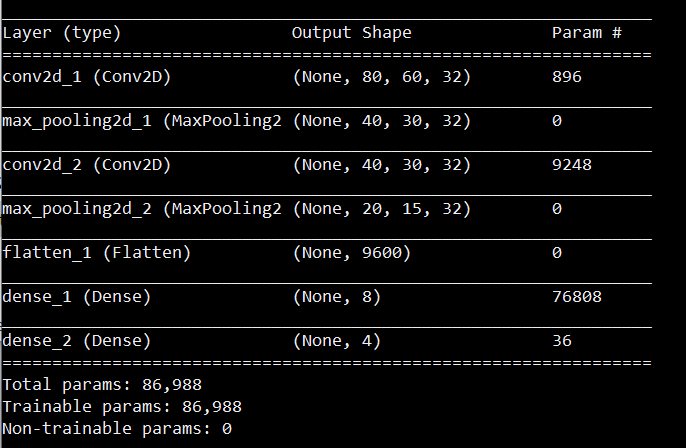 Layer (type) Output Shape Param #
=================================================================
conv2d_1 (Conv2D) (None, 80, 60, 32) 896
max_pooling2d_1 (MaxPooling2 (None, 40, 30, 32) 0
conv2d_2 (Conv2D) (None, 40, 30, 32) 9248
max_pooling2d_2 (MaxPooling2 (None, 20, 15, 32) 0
flatten_1 (Flatten) (None, 9600) 0
dense_1 (Dense) (None, 8) 76808
dense_2 (Dense) (None, 4) 36
=================================================================
Total params: 86,988
Trainable params: 86,988
Non-trainable params: 0